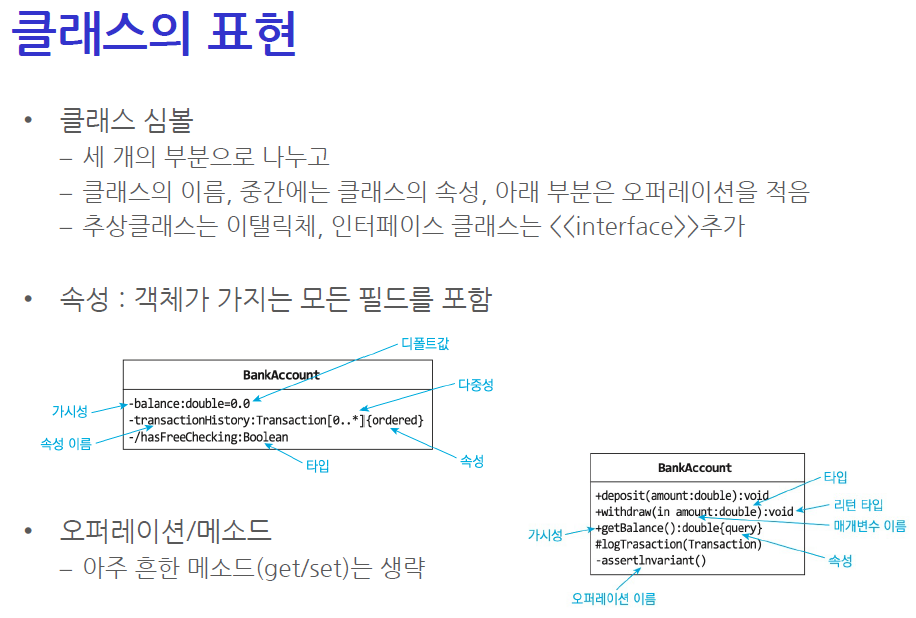 클래스의 표현
• 클래스 심볼
– 세 개의 부분으로 나누고
– 클래스의 이름, 중간에는 클래스의 속성, 아래 부분은 오퍼레이션을 적음
– 추상클래스는 이탤릭체, 인터페이스 클래스는 <<interface>>추가
• 속성 : 객체가 가지는 모든 필드를 포함
디폴트값
BankAccount
다중성
가시성
-balance:double=0.0
-transactionHistory:Transaction[0..*]{ordered}
속성 이름
-/hasFreeChecking:Boolean
타입
속성
BankAccount
타입
+deposit(amount:double):void
리턴 타입
+withdraw(in amount:double):void
매개변수 이름
가시성
+getBalance():double{query}
#logTrasaction(Transaction)
속성
-assertlnvariant()
오퍼레이션 이름
• 오퍼레이션/메소드
– 아주 흔한 메소드(get/set)는 생략